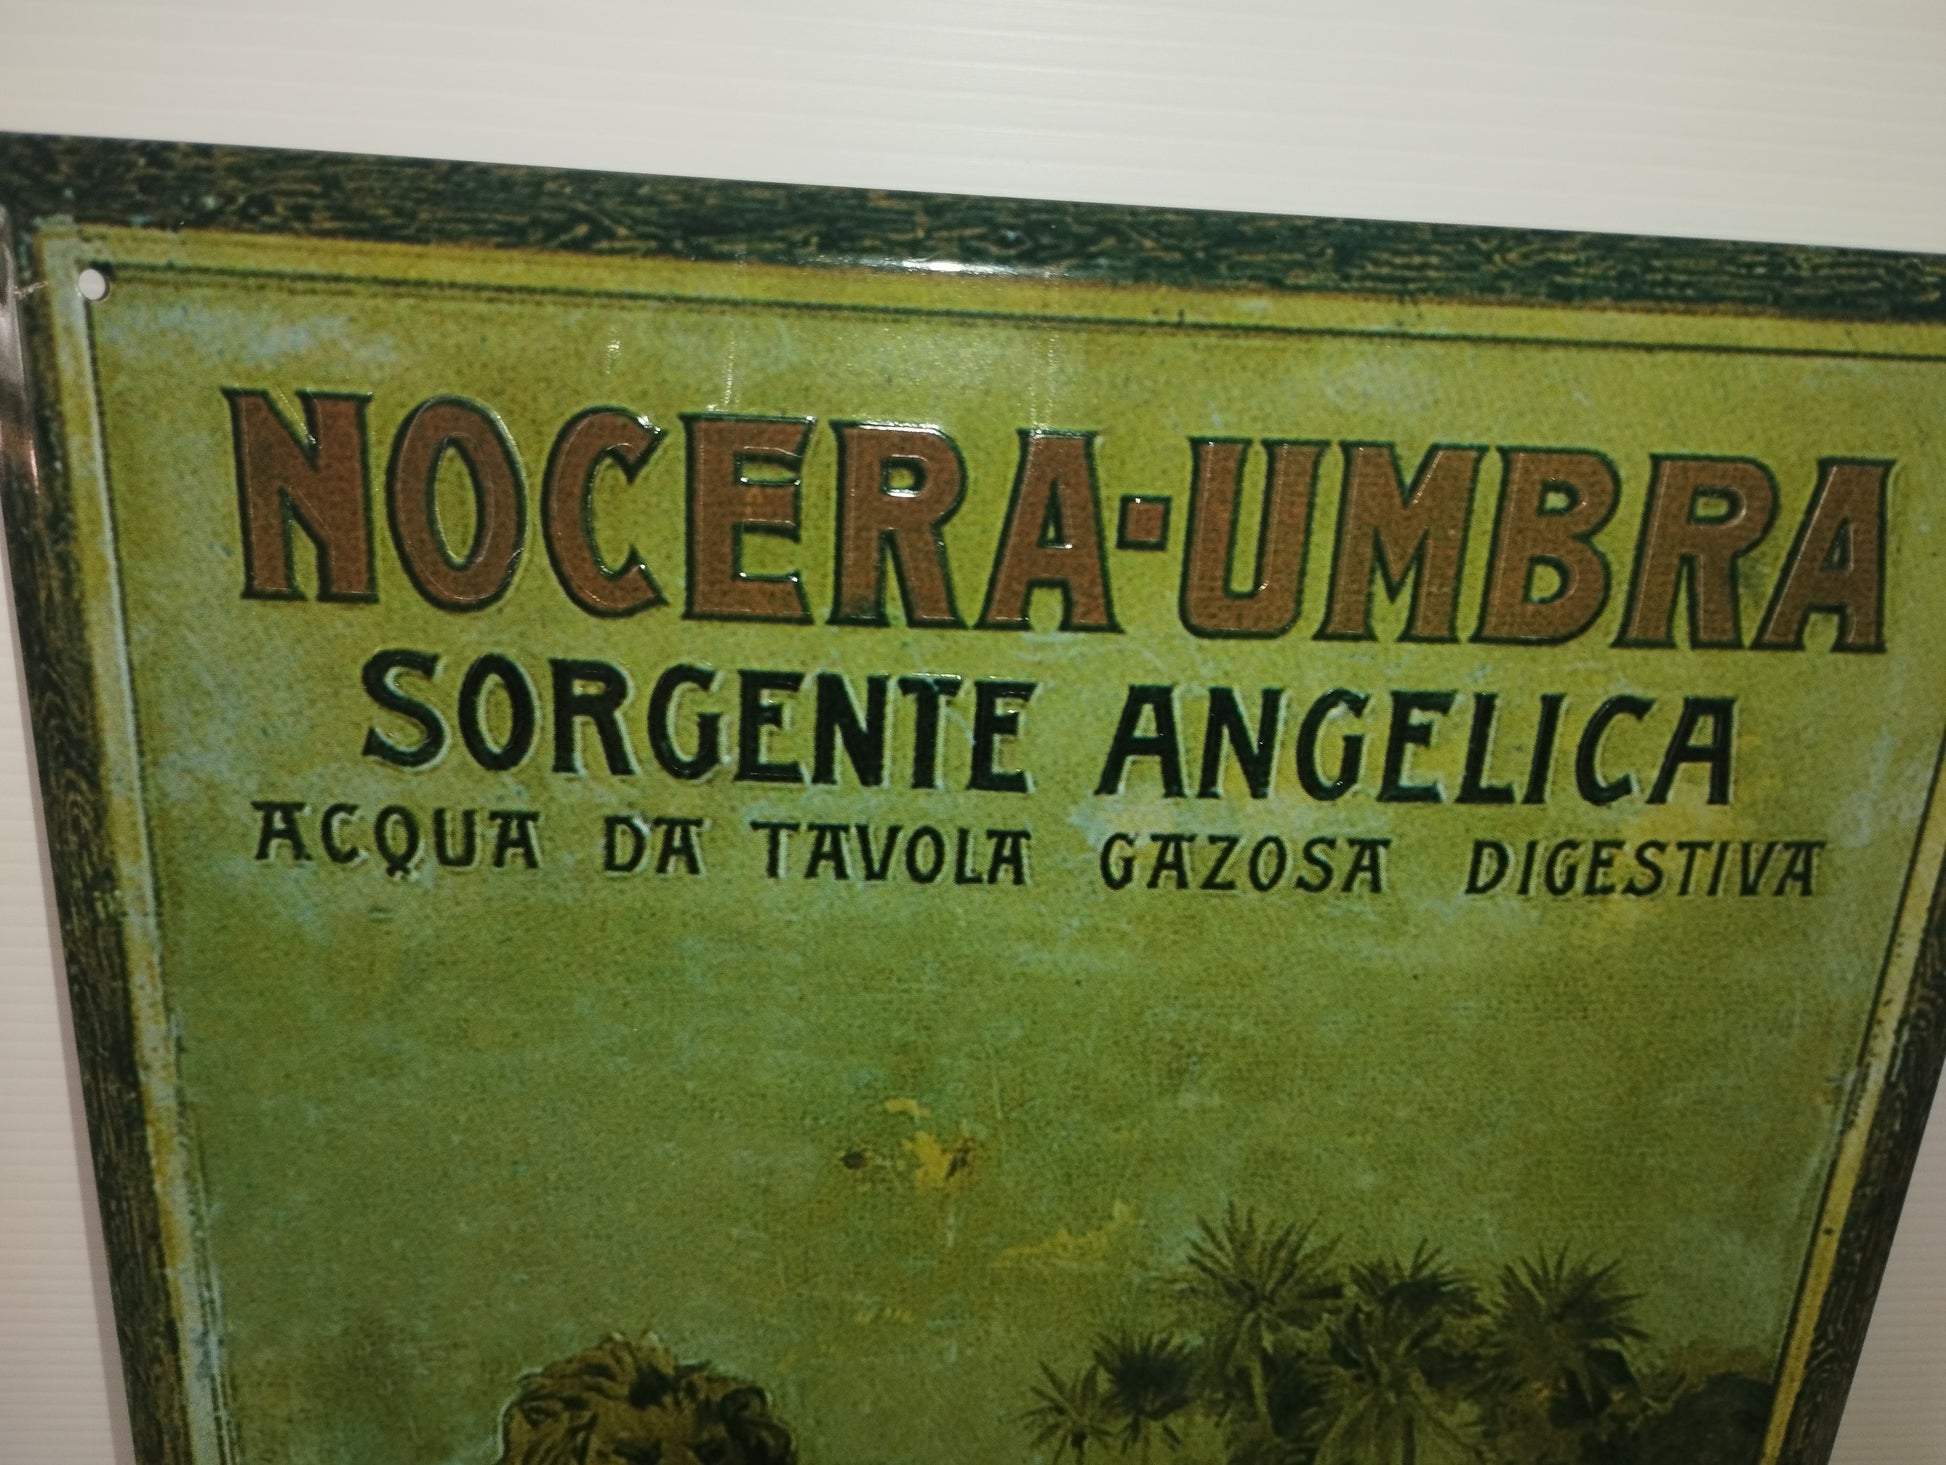 NOCERA-UMBRA
SORGENTE ANGELICA
ACQUA DA TAVOLA GAZOSA DIGESTIVA